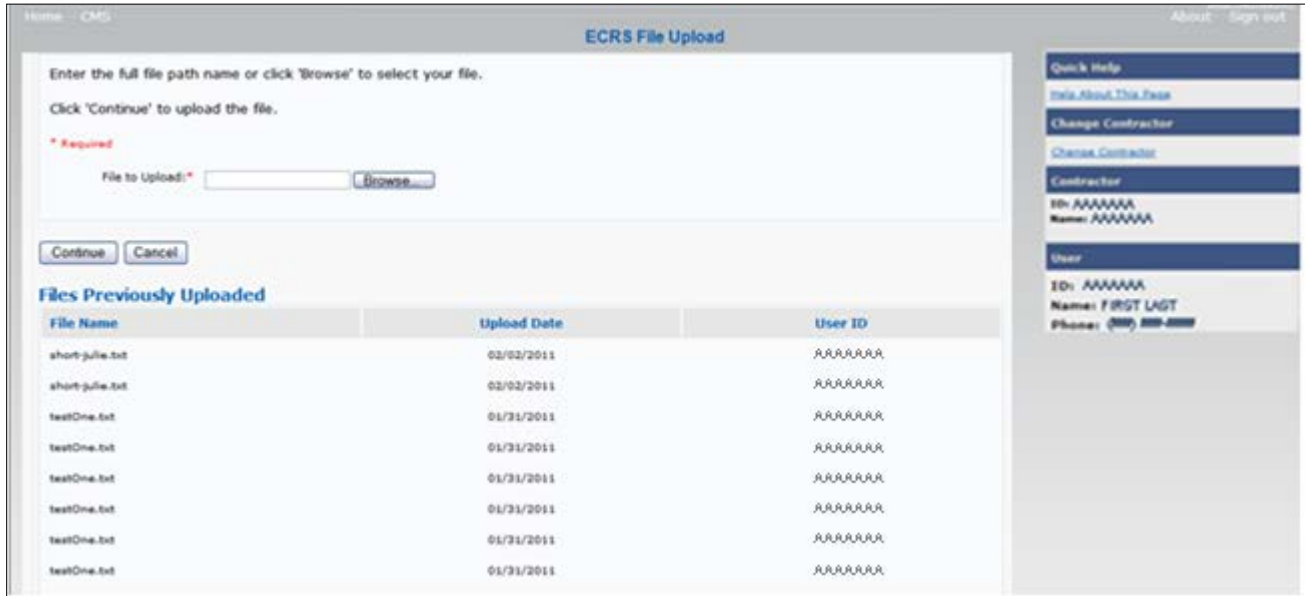 Home CMS
About Sign out
ECRS File Upload
Enter the full file path name or click 'Browse' to select your file.
Click 'Continue' to upload the file.
* Required
File to Upload:* Browse...
Continue Cancel
Files Previously Uploaded
File Name Upload Date User ID
short-julie.txt 02/02/2011 AAAAAAA
short-julie.txt 02/02/2011 AAAAAAA
testOne.txt 01/31/2011 AAAAAAA
testOne.txt 01/31/2011 AAAAAAA
testOne.txt 01/31/2011 AAAAAAA
testOne.txt 01/31/2011 AAAAAAA
testOne.txt 01/31/2011 AAAAAAA
testOne.txt 01/31/2011 AAAAAAA
Quick Help
Help About This Page
Change Contractor
Change Contractor
Contractor
ID: AAAAAAA
Name: AAAAAAA
User
ID: AAAAAAA
Name: FIRST LAST
Phone: (###) ###-####